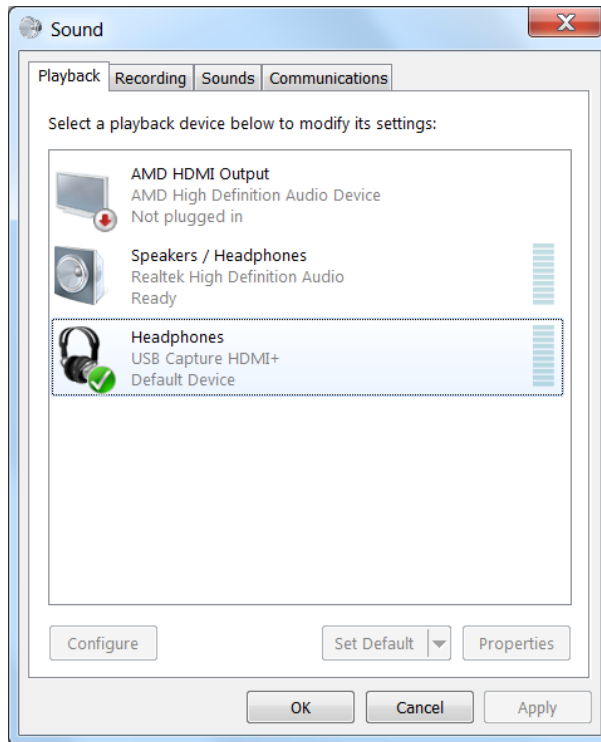 Sound
Playback Recording Sounds Communications
Select a playback device below to modify its settings:
AMD HDMI Output
AMD High Definition Audio Device
Not plugged in
Speakers / Headphones
Realtek High Definition Audio
Ready
Headphones
USB Capture HDMI+
Default Device
Configure Set Default Properties
OK Cancel Apply